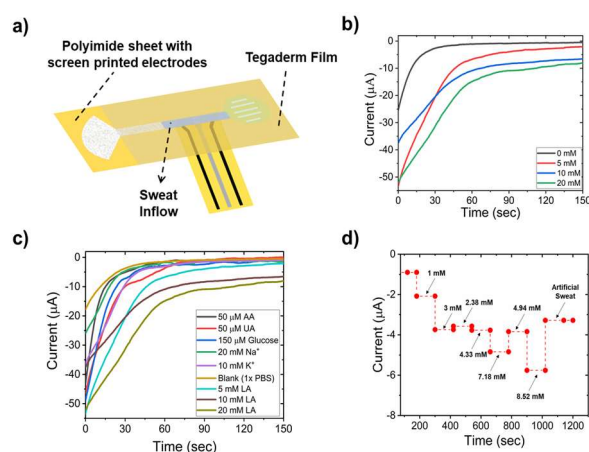 a)
Polyimide sheet with
screen printed electrodes
Tegaderm Film
Sweat
Inflow
b)
Current (µA)
0
-10
-20
-30
-40
-50
0 30 60 90 120 150
Time (sec)
0 mM
5 mM
10 mM
20 mM
c)
Current (µA)
0
-10
-20
-30
-40
-50
0 30 60 90 120 150
Time (sec)
50 µM AA
50 µM UA
150 µM Glucose
20 mM Na⁺
10 mM K⁺
Blank (1x PBS)
5 mM LA
10 mM LA
20 mM LA
d)
Current (µA)
0
-2
-4
-6
-8
0 200 400 600 800 1000 1200
Time (sec)
1 mM
3 mM
2.38 mM
4.33 mM
7.18 mM
4.94 mM
8.52 mM
Artificial
Sweat